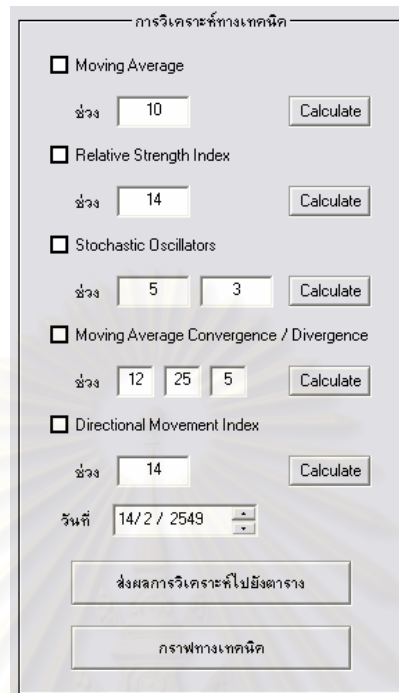 การวิเคราะห์ทางเทคนิค
Moving Average
ช่วง 10 Calculate
Relative Strength Index
ช่วง 14 Calculate
Stochastic Oscillators
ช่วง 5 3 Calculate
Moving Average Convergence / Divergence
ช่วง 12 25 5 Calculate
Directional Movement Index
ช่วง 14 Calculate
วันที่ 14/2 / 2549
ส่งผลการวิเคราะห์ไปยังตาราง
กราฟทางเทคนิค